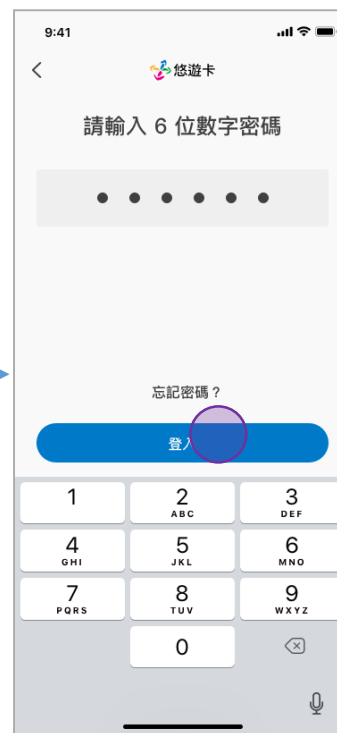 9:41
悠遊卡
請輸入 6 位數字密碼
忘記密碼？
登入
1
2
3
ABC
DEF
4
5
6
GHI
JKL
MNO
7
8
9
PQRS
TUV
WXYZ
0